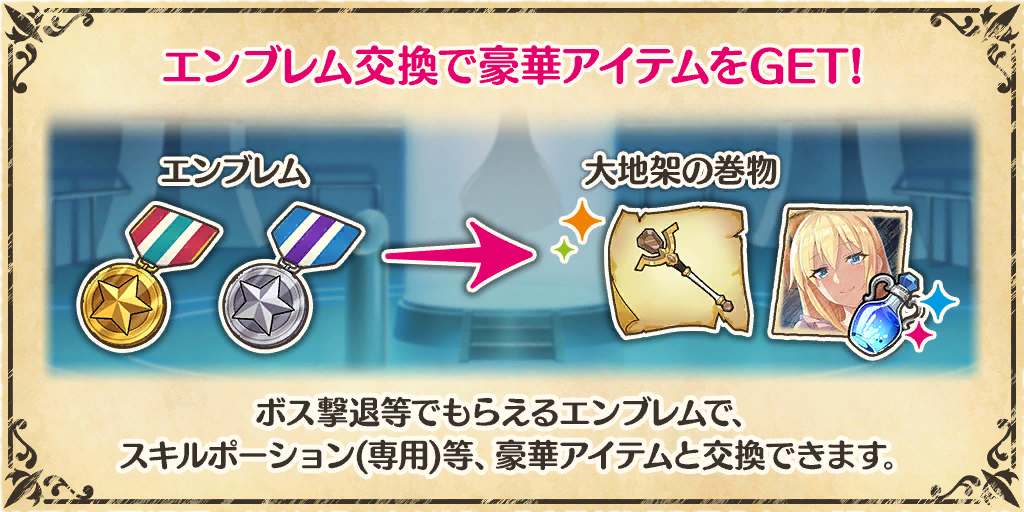 エンブレム交換で豪華アイテムをGET!
エンブレム
大地架の巻物
ボス撃退等でもらえるエンブレムで、
スキルポーション(専用)等、豪華アイテムと交換できます。